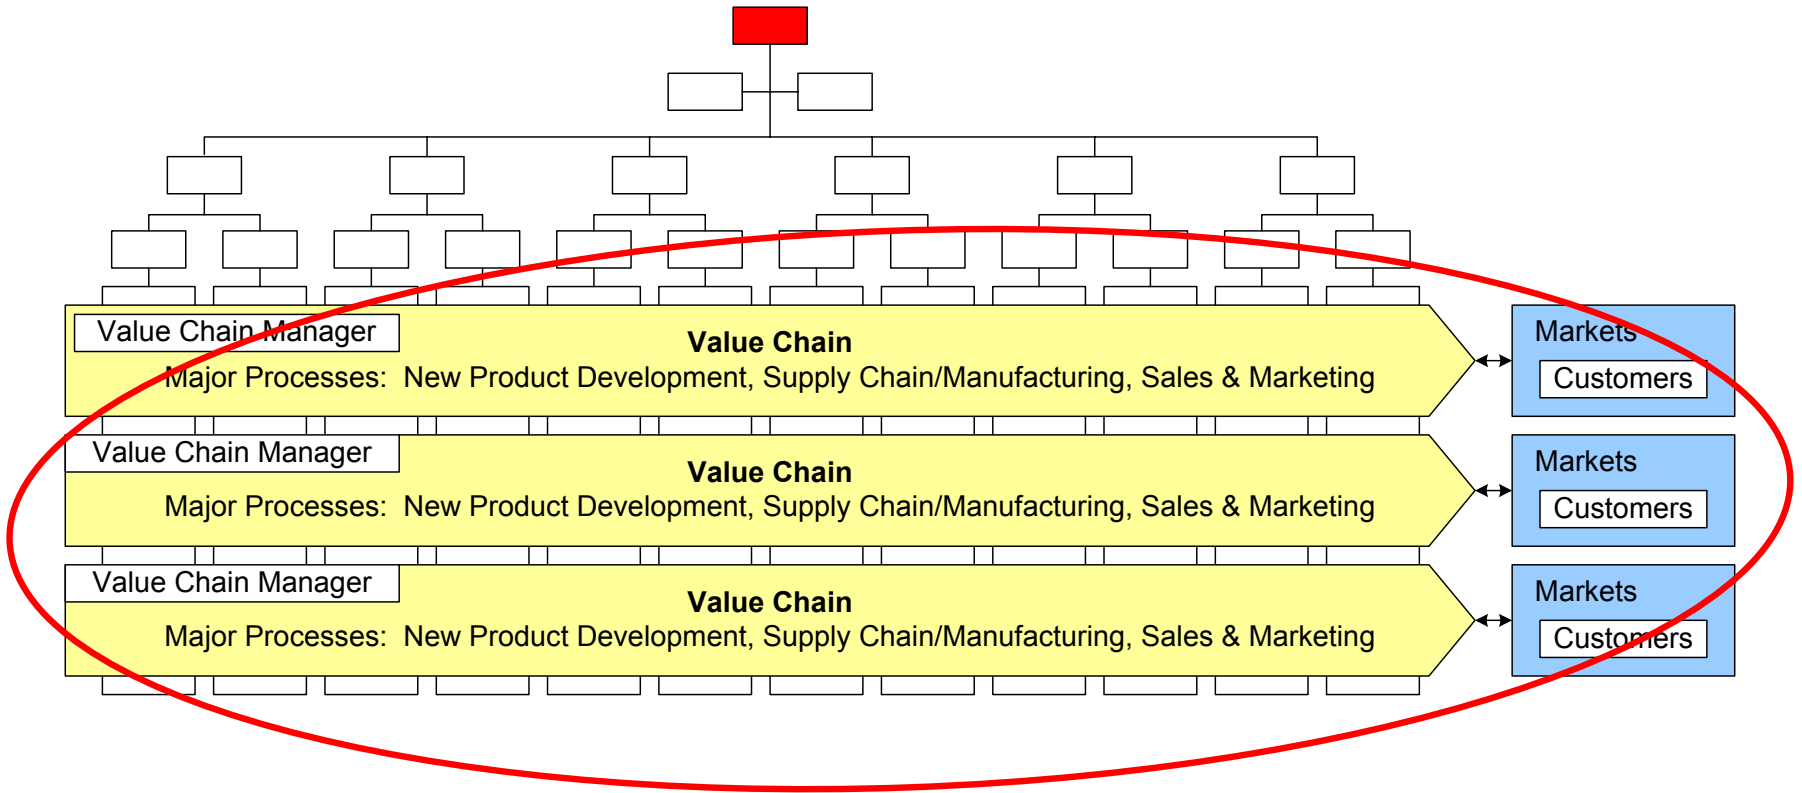 Value Chain Manager
Value Chain
Major Processes:  New Product Development, Supply Chain/Manufacturing, Sales & Marketing
Markets
Customers
Value Chain Manager
Value Chain
Major Processes:  New Product Development, Supply Chain/Manufacturing, Sales & Marketing
Markets
Customers
Value Chain Manager
Value Chain
Major Processes:  New Product Development, Supply Chain/Manufacturing, Sales & Marketing
Markets
Customers